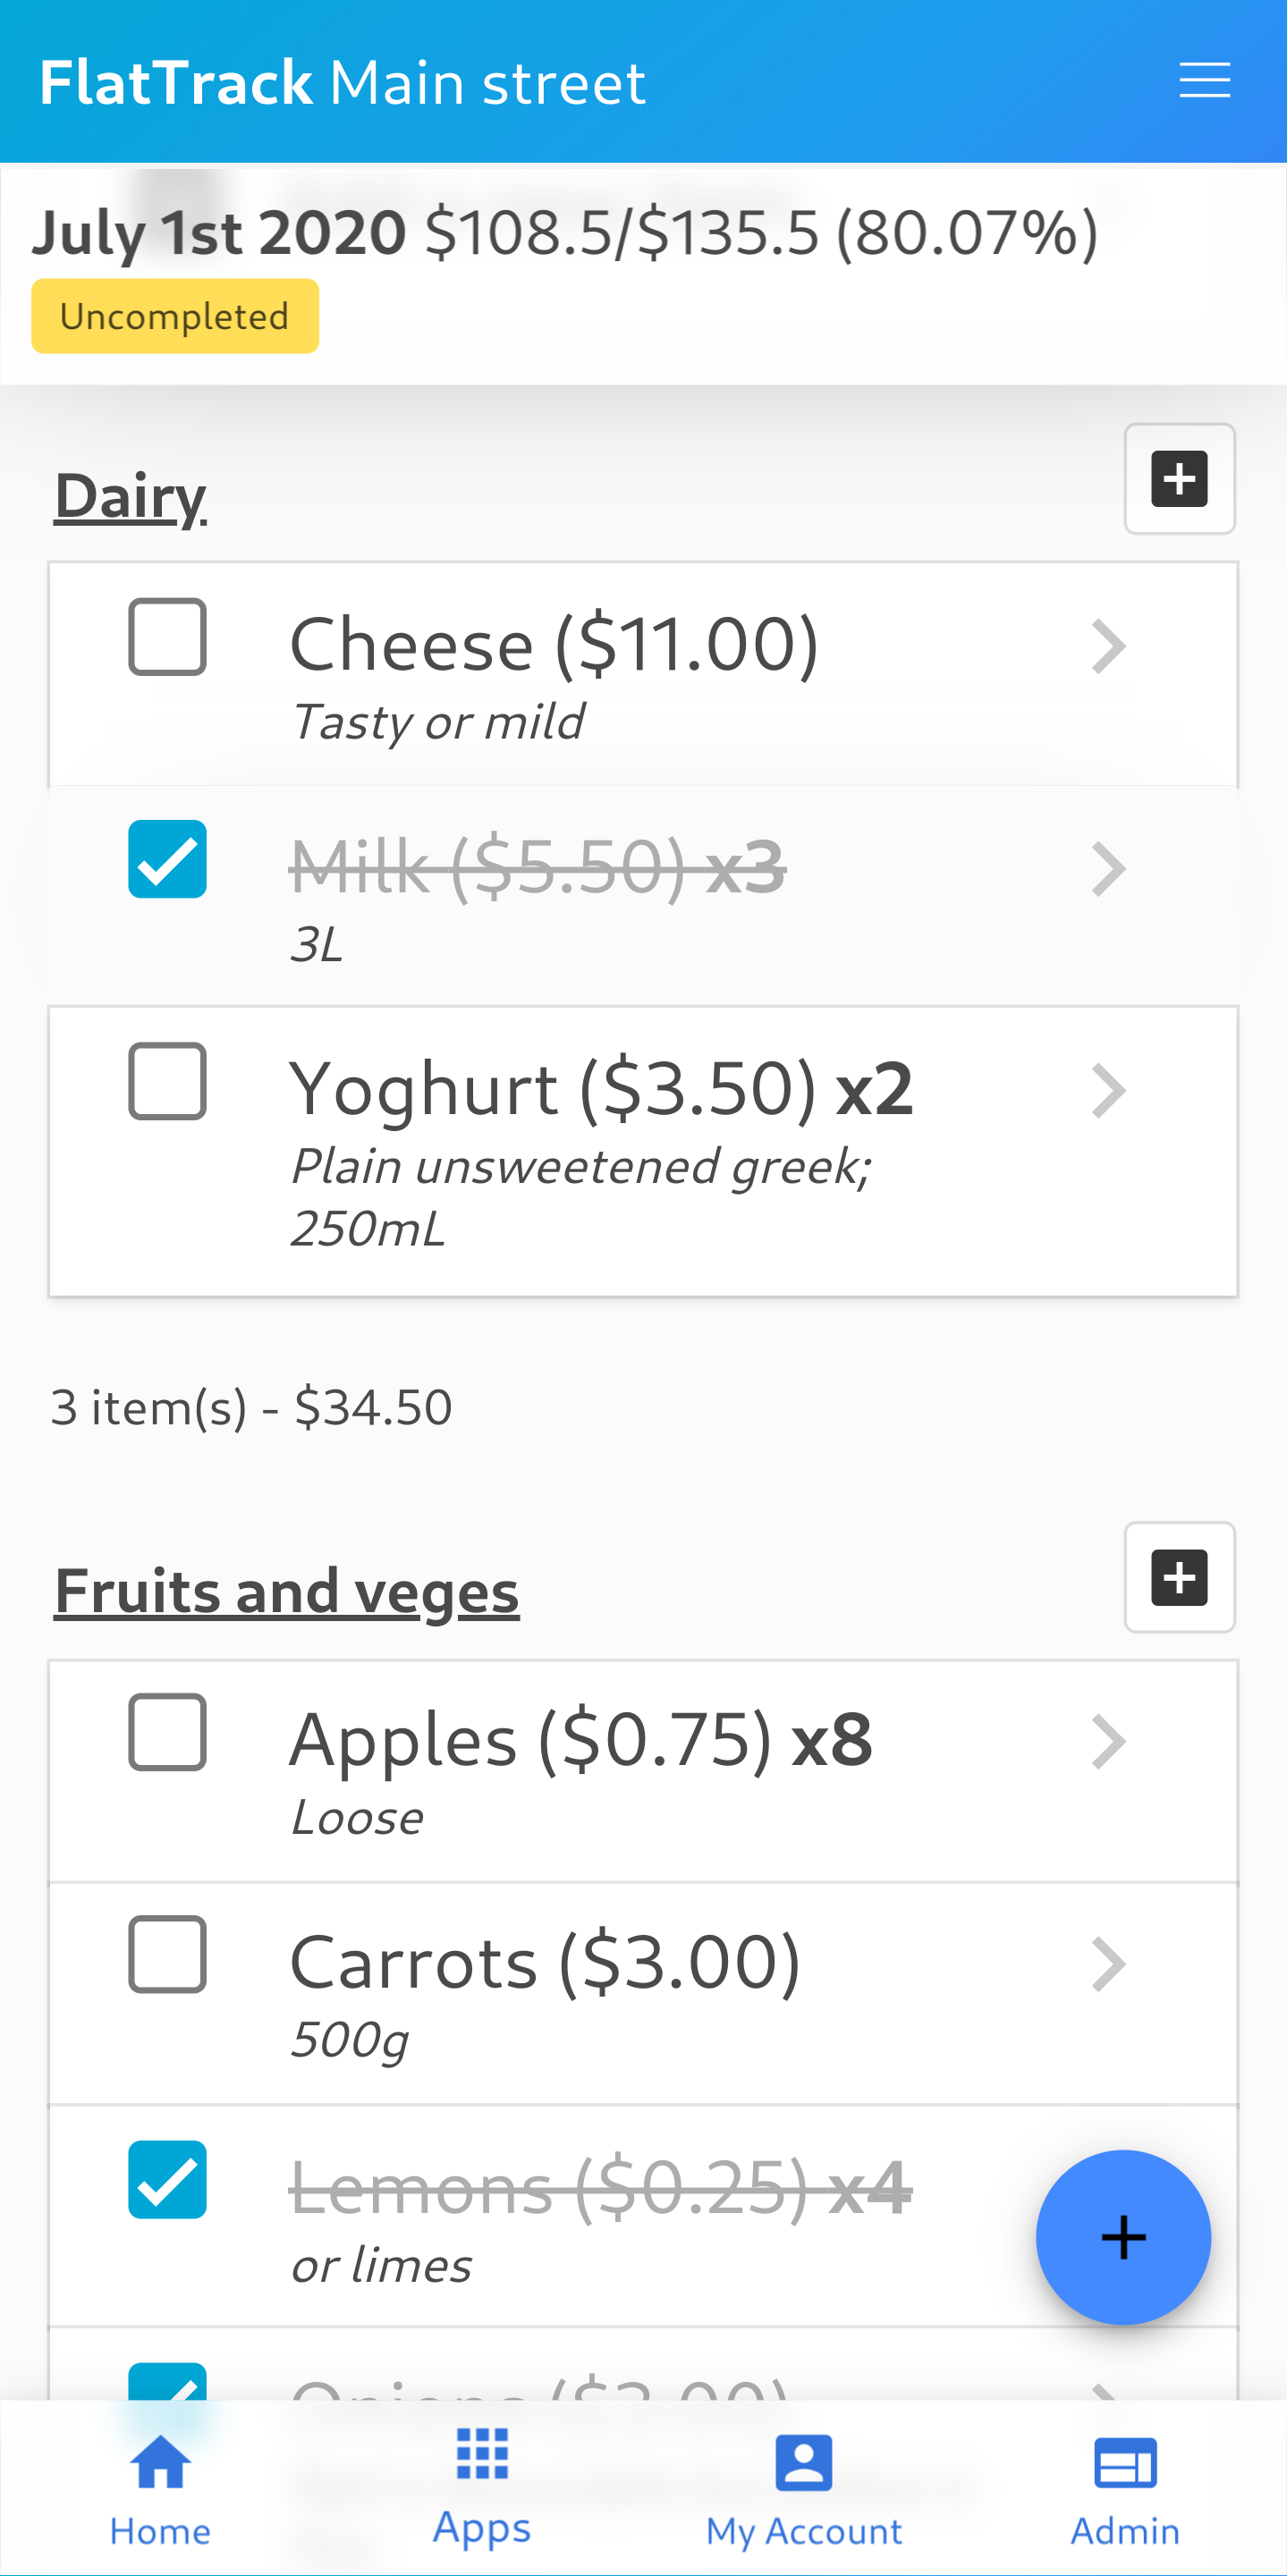 FlatTrack Main street
July 1st 2020 $108.5/$135.5 (80.07%)
Uncompleted
Dairy
Cheese ($11.00)
Tasty or mild
Milk ($5.50) x3
3L
Yoghurt ($3.50) x2
Plain unsweetened greek;
250mL
3 item(s) - $34.50
Fruits and veges
Apples ($0.75) x8
Loose
Carrots ($3.00)
500g
Lemons ($0.25) x4
or limes
Home
Apps
My Account
Admin